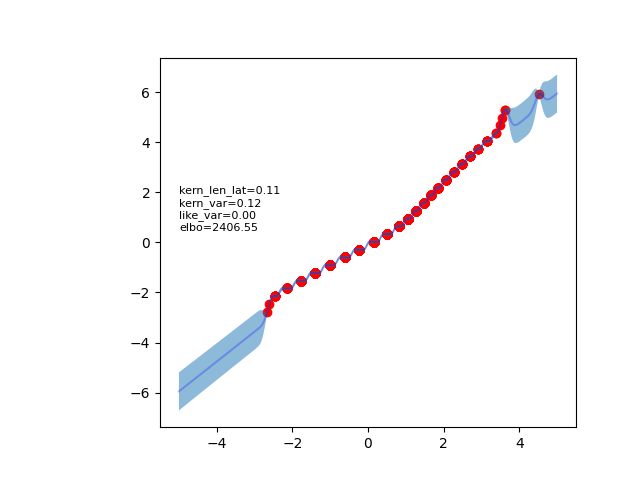 6
4
2
0
−2
−4
−6
kern_len_lat=0.11
kern_var=0.12
like_var=0.00
elbo=2406.55
−4 −2 0 2 4